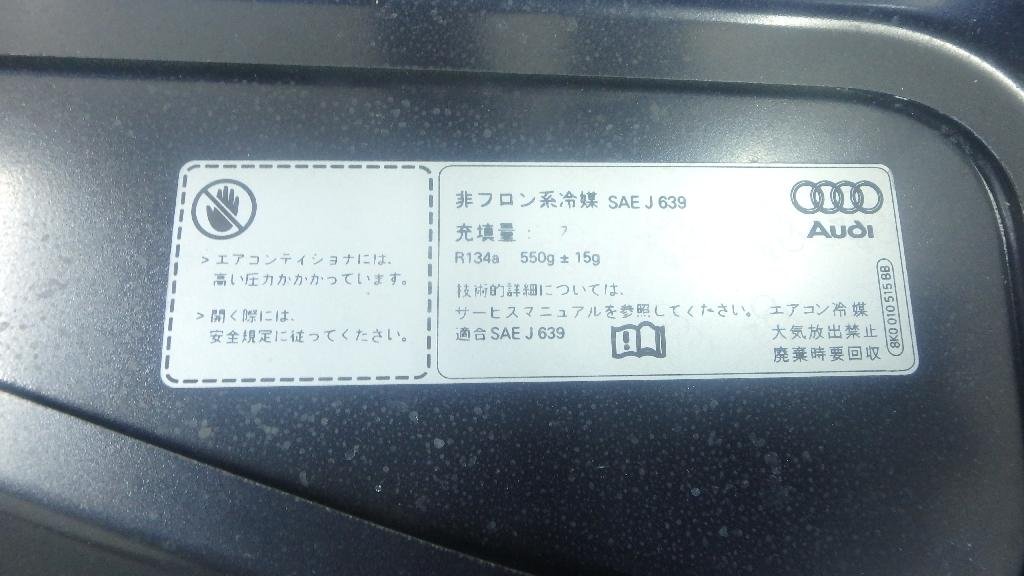 > エアコンディショナには、
高い圧力がかかっています。
> 開く際には、
安全規定に従ってください。
非フロン系冷媒 SAE J 639
充填量 : ?
R134a 550g ± 15g
技術的詳細については、
サービスマニュアルを参照してください。
適合 SAE J 639
Audi
エアコン冷媒
大気放出禁止
廃棄時要回収
8K0 010 515 BB